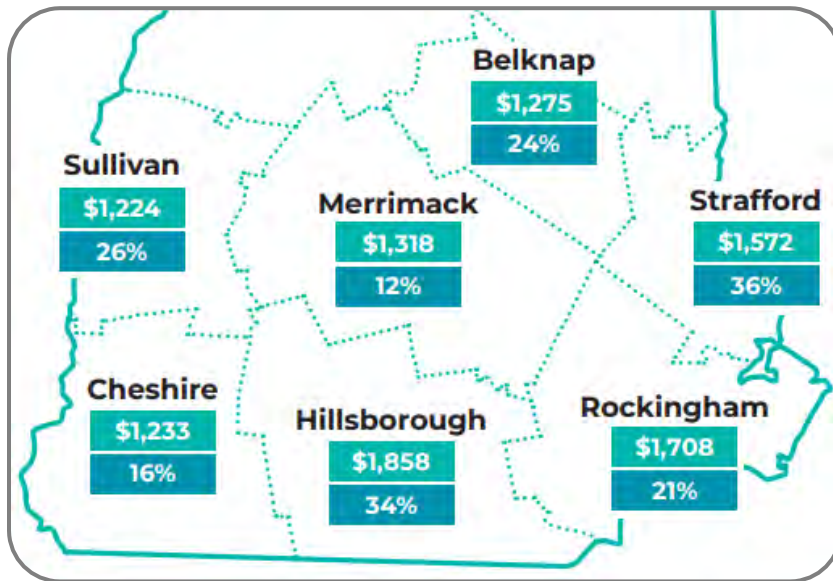 Belknap
$1,275
24%
Sullivan
$1,224
26%
Merrimack
$1,318
12%
Strafford
$1,572
36%
Cheshire
$1,233
16%
Hillsborough
$1,858
34%
Rockingham
$1,708
21%